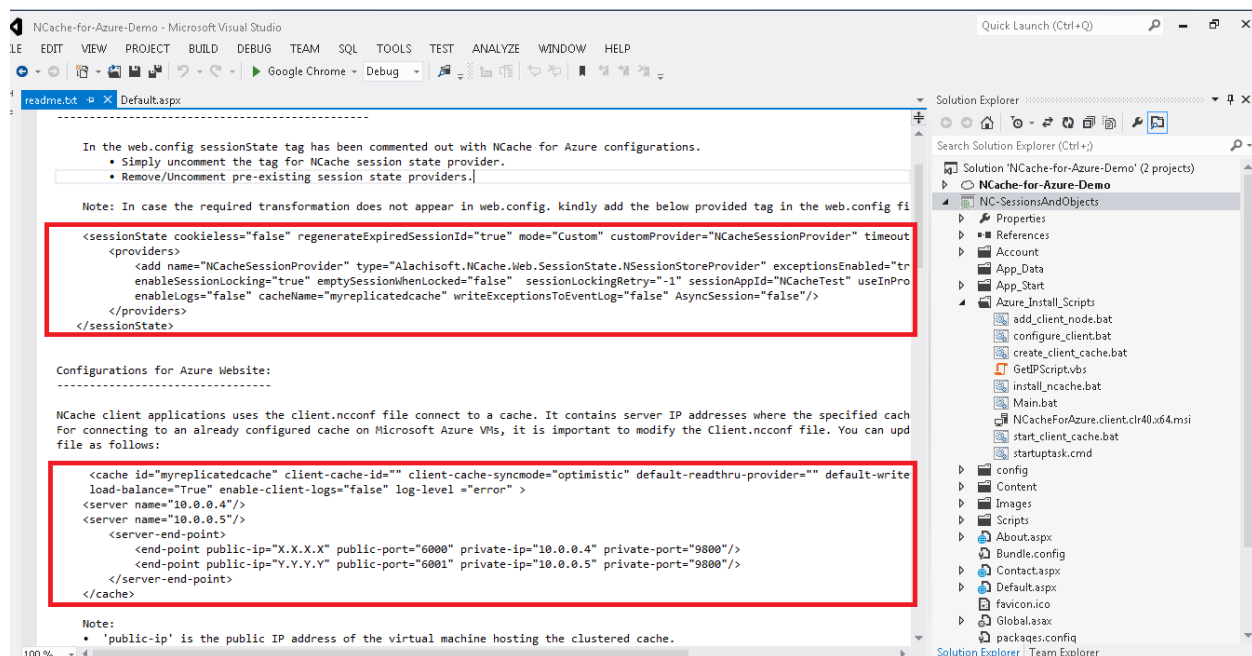 NCache-for-Azure-Demo - Microsoft Visual Studio
Quick Launch (Ctrl+Q)
EDIT VIEW PROJECT BUILD DEBUG TEAM SQL TOOLS TEST ANALYZE WINDOW HELP
Google Chrome Debug
readme.txt Default.aspx
-------------------------------------------------
In the web.config sessionState tag has been commented out with NCache for Azure configurations.
• Simply uncomment the tag for NCache session state provider.
• Remove/Uncomment pre-existing session state providers.
Note: In case the required transformation does not appear in web.config. kindly add the below provided tag in the web.config fi
<sessionState cookieless="false" regenerateExpiredSessionId="true" mode="Custom" customProvider="NCacheSessionProvider" timeout
<providers>
<add name="NCacheSessionProvider" type="Alachisoft.NCache.Web.SessionState.NSessionStoreProvider" exceptionsEnabled="tr
enableSessionLocking="true" emptySessionWhenLocked="false" sessionLockingRetry="-1" sessionAppId="NCacheTest" useInPro
enableLogs="false" cacheName="myreplicatedcache" writeExceptionsToEventLog="false" AsyncSession="false"/>
</providers>
</sessionState>
Configurations for Azure Website:
----------------------------------
NCache client applications uses the client.ncconf file connect to a cache. It contains server IP addresses where the specified cach
For connecting to an already configured cache on Microsoft Azure VMs, it is important to modify the Client.ncconf file. You can upd
file as follows:
<cache id="myreplicatedcache" client-cache-id="" client-cache-syncmode="optimistic" default-readthru-provider="" default-write
load-balance="True" enable-client-logs="false" log-level ="error" >
<server name="10.0.0.4"/>
<server name="10.0.0.5"/>
<server-end-point>
<end-point public-ip="X.X.X.X" public-port="6000" private-ip="10.0.0.4" private-port="9800"/>
<end-point public-ip="Y.Y.Y.Y" public-port="6001" private-ip="10.0.0.5" private-port="9800"/>
</server-end-point>
</cache>
Note:
• 'public-ip' is the public IP address of the virtual machine hosting the clustered cache.
100 %
Solution Explorer
Search Solution Explorer (Ctrl+;)
Solution 'NCache-for-Azure-Demo' (2 projects)
NCache-for-Azure-Demo
NC-SessionsAndObjects
Properties
References
Account
App_Data
App_Start
Azure_Install_Scripts
add_client_node.bat
configure_client.bat
create_client_cache.bat
GetIPScript.vbs
install_ncache.bat
Main.bat
NCacheForAzure.client.clr40.x64.msi
start_client_cache.bat
startuptask.cmd
config
Content
Images
Scripts
About.aspx
Bundle.config
Contact.aspx
Default.aspx
favicon.ico
Global.asax
packages.config
Solution Explorer Team Explorer